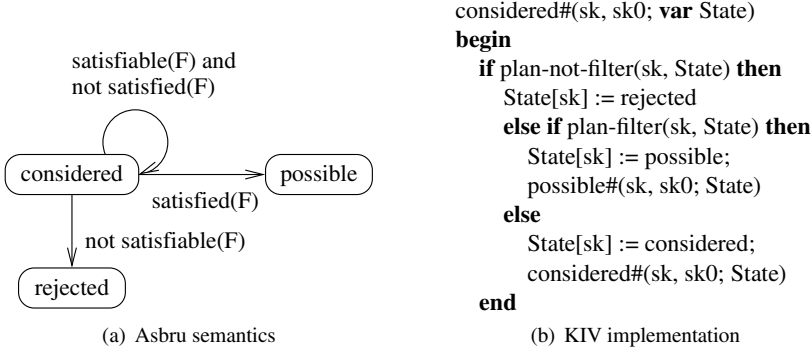 satisfiable(F) and
not satisfied(F)
considered
possible
satisfied(F)
not satisfiable(F)
rejected
(a) Asbru semantics
considered#(sk, sk0; var State)
begin
if plan-not-filter(sk, State) then
State[sk] := rejected
else if plan-filter(sk, State) then
State[sk] := possible;
possible#(sk, sk0; State)
else
State[sk] := considered;
considered#(sk, sk0; State)
end
(b) KIV implementation